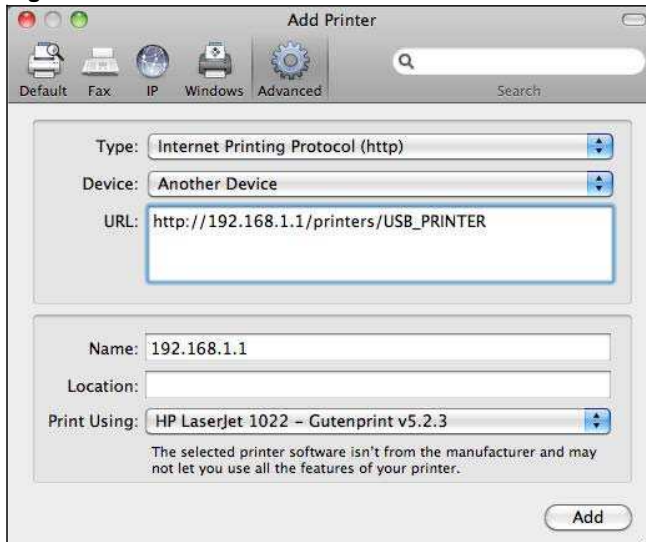 Add Printer
Default Fax IP Windows Advanced Search
Type: Internet Printing Protocol (http)
Device: Another Device
URL: http://192.168.1.1/printers/USB_PRINTER
Name: 192.168.1.1
Location:
Print Using: HP LaserJet 1022 – Gutenprint v5.2.3
The selected printer software isn't from the manufacturer and may
not let you use all the features of your printer.
Add